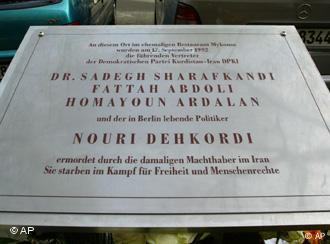 An diesem Ort im ehemaligen Restaurant Mykonos
wurden am 17. September 1992
die führenden Vertreter
der Demokratischen Partei Kurdistan-Iran DPKI
DR. SADEGH SHARAFKANDI
FATTAH ABDOLI
HOMAYOUN ARDALAN
und der in Berlin lebende Politiker
NOURI DEHKORDI
ermordet durch die damaligen Machthaber im Iran
Sie starben im Kampf für Freiheit und Menschenrechte
© AP
© AP